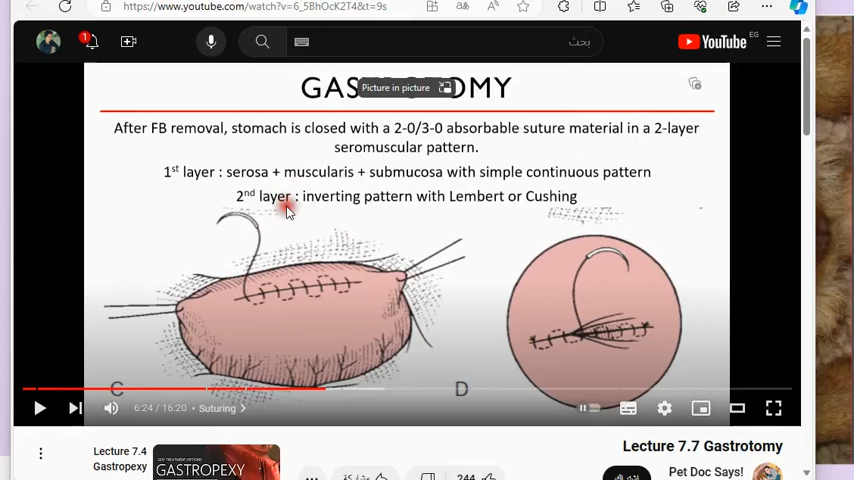 https://www.youtube.com/watch?v=6_5BhOcK2T4&t=9s
1
بحث
YouTube EG
Picture in picture
After FB removal, stomach is closed with a 2-0/3-0 absorbable suture material in a 2-layer
seromuscular pattern.
1st layer : serosa + muscularis + submucosa with simple continuous pattern
2nd layer : inverting pattern with Lembert or Cushing
C
D
6:24 / 16:20 · Suturing
Lecture 7.7 Gastrotomy
Lecture 7.4
Gastropexy
GASTROPEXY
244
Pet Doc Says!